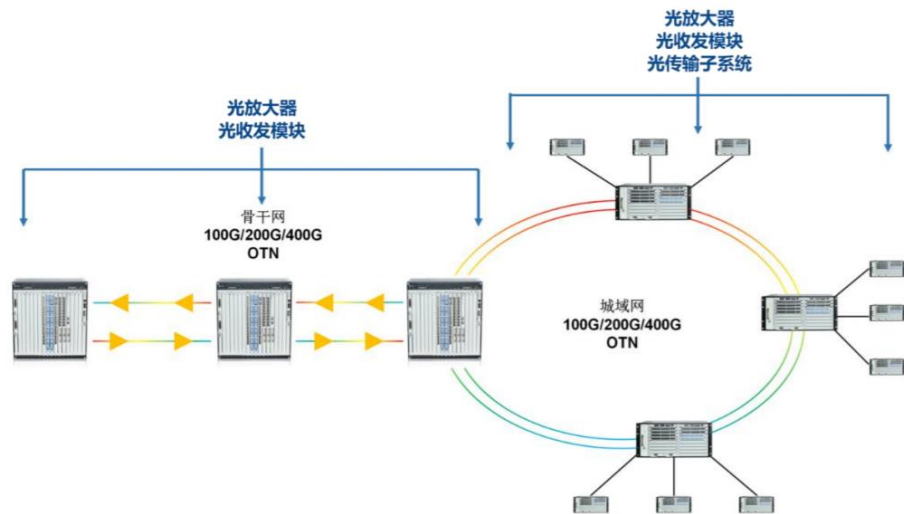 光放大器
光收发模块
光传输子系统
光放大器
光收发模块
骨干网
100G/200G/400G
OTN
城域网
100G/200G/400G
OTN